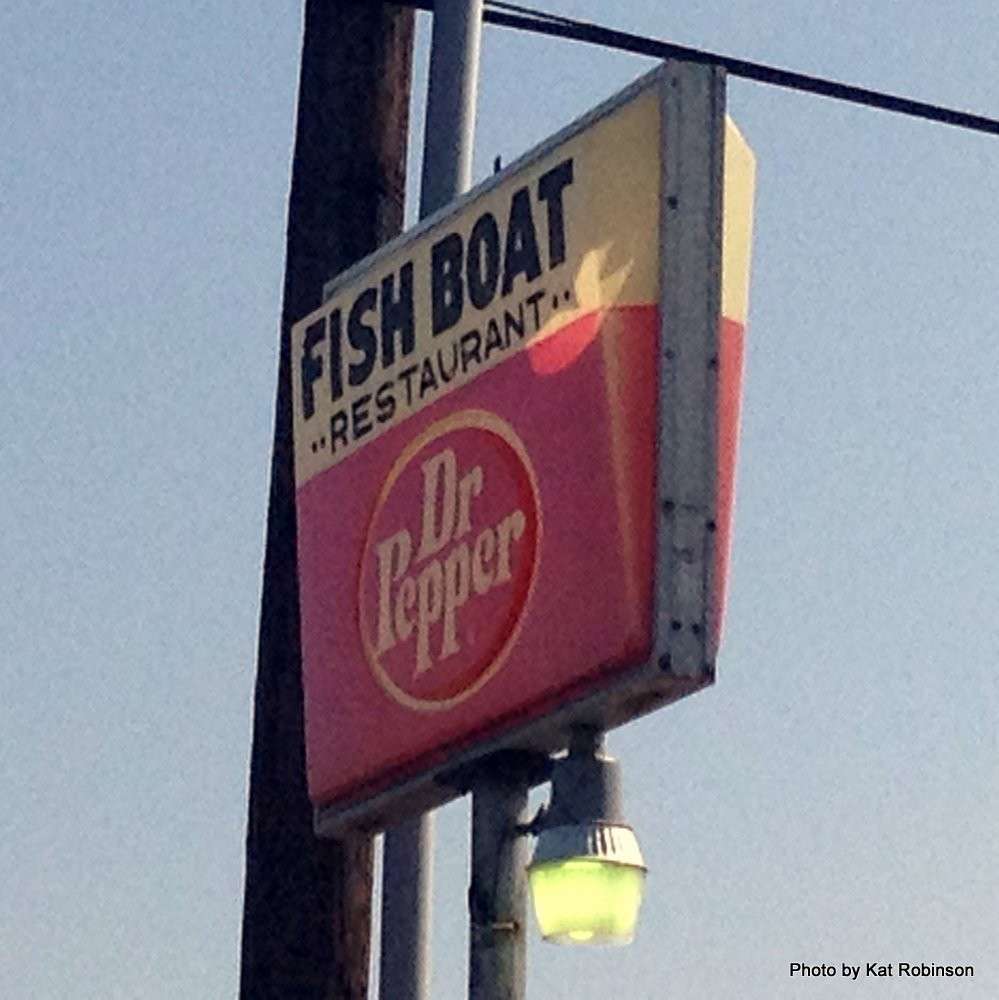 FISH BOAT
··RESTAURANT··
Dr
Pepper
Photo by Kat Robinson